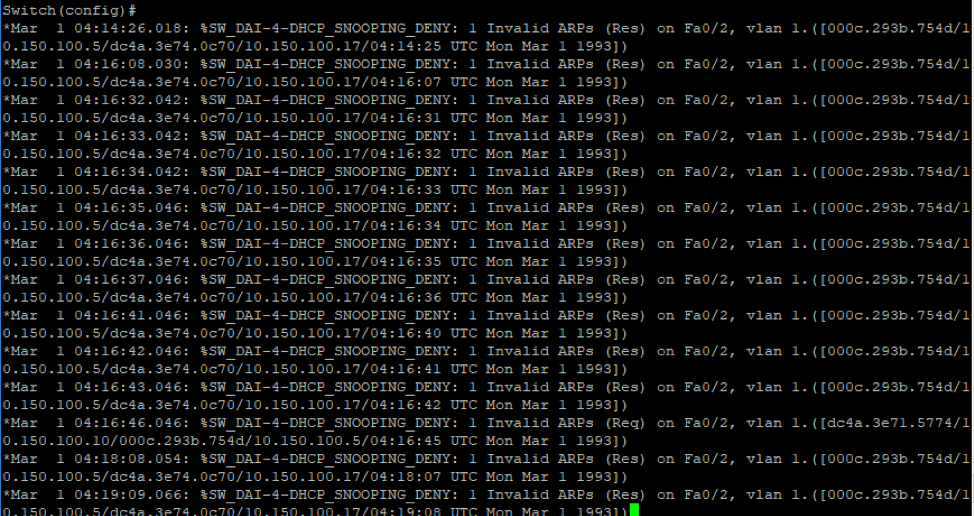 Switch(config)#
*Mar  1 04:14:26.018: %SW_DAI-4-DHCP_SNOOPING_DENY: 1 Invalid ARPs (Res) on Fa0/2, vlan 1.([000c.293b.754d/1
0.150.100.5/dc4a.3e74.0c70/10.150.100.17/04:14:25 UTC Mon Mar 1 1993])
*Mar  1 04:16:08.030: %SW_DAI-4-DHCP_SNOOPING_DENY: 1 Invalid ARPs (Res) on Fa0/2, vlan 1.([000c.293b.754d/1
0.150.100.5/dc4a.3e74.0c70/10.150.100.17/04:16:07 UTC Mon Mar 1 1993])
*Mar  1 04:16:32.042: %SW_DAI-4-DHCP_SNOOPING_DENY: 1 Invalid ARPs (Res) on Fa0/2, vlan 1.([000c.293b.754d/1
0.150.100.5/dc4a.3e74.0c70/10.150.100.17/04:16:31 UTC Mon Mar 1 1993])
*Mar  1 04:16:33.042: %SW_DAI-4-DHCP_SNOOPING_DENY: 1 Invalid ARPs (Res) on Fa0/2, vlan 1.([000c.293b.754d/1
0.150.100.5/dc4a.3e74.0c70/10.150.100.17/04:16:32 UTC Mon Mar 1 1993])
*Mar  1 04:16:34.042: %SW_DAI-4-DHCP_SNOOPING_DENY: 1 Invalid ARPs (Res) on Fa0/2, vlan 1.([000c.293b.754d/1
0.150.100.5/dc4a.3e74.0c70/10.150.100.17/04:16:33 UTC Mon Mar 1 1993])
*Mar  1 04:16:35.046: %SW_DAI-4-DHCP_SNOOPING_DENY: 1 Invalid ARPs (Res) on Fa0/2, vlan 1.([000c.293b.754d/1
0.150.100.5/dc4a.3e74.0c70/10.150.100.17/04:16:34 UTC Mon Mar 1 1993])
*Mar  1 04:16:36.046: %SW_DAI-4-DHCP_SNOOPING_DENY: 1 Invalid ARPs (Res) on Fa0/2, vlan 1.([000c.293b.754d/1
0.150.100.5/dc4a.3e74.0c70/10.150.100.17/04:16:35 UTC Mon Mar 1 1993])
*Mar  1 04:16:37.046: %SW_DAI-4-DHCP_SNOOPING_DENY: 1 Invalid ARPs (Res) on Fa0/2, vlan 1.([000c.293b.754d/1
0.150.100.5/dc4a.3e74.0c70/10.150.100.17/04:16:36 UTC Mon Mar 1 1993])
*Mar  1 04:16:41.046: %SW_DAI-4-DHCP_SNOOPING_DENY: 1 Invalid ARPs (Res) on Fa0/2, vlan 1.([000c.293b.754d/1
0.150.100.5/dc4a.3e74.0c70/10.150.100.17/04:16:40 UTC Mon Mar 1 1993])
*Mar  1 04:16:42.046: %SW_DAI-4-DHCP_SNOOPING_DENY: 1 Invalid ARPs (Res) on Fa0/2, vlan 1.([000c.293b.754d/1
0.150.100.5/dc4a.3e74.0c70/10.150.100.17/04:16:41 UTC Mon Mar 1 1993])
*Mar  1 04:16:43.046: %SW_DAI-4-DHCP_SNOOPING_DENY: 1 Invalid ARPs (Res) on Fa0/2, vlan 1.([000c.293b.754d/1
0.150.100.5/dc4a.3e74.0c70/10.150.100.17/04:16:42 UTC Mon Mar 1 1993])
*Mar  1 04:16:46.046: %SW_DAI-4-DHCP_SNOOPING_DENY: 1 Invalid ARPs (Req) on Fa0/2, vlan 1.([dc4a.3e71.5774/1
0.150.100.10/000c.293b.754d/10.150.100.5/04:16:45 UTC Mon Mar 1 1993])
*Mar  1 04:18:08.054: %SW_DAI-4-DHCP_SNOOPING_DENY: 1 Invalid ARPs (Res) on Fa0/2, vlan 1.([000c.293b.754d/1
0.150.100.5/dc4a.3e74.0c70/10.150.100.17/04:18:07 UTC Mon Mar 1 1993])
*Mar  1 04:19:09.066: %SW_DAI-4-DHCP_SNOOPING_DENY: 1 Invalid ARPs (Res) on Fa0/2, vlan 1.([000c.293b.754d/1
0.150.100.5/dc4a.3e74.0c70/10.150.100.17/04:19:08 UTC Mon Mar 1 1993])